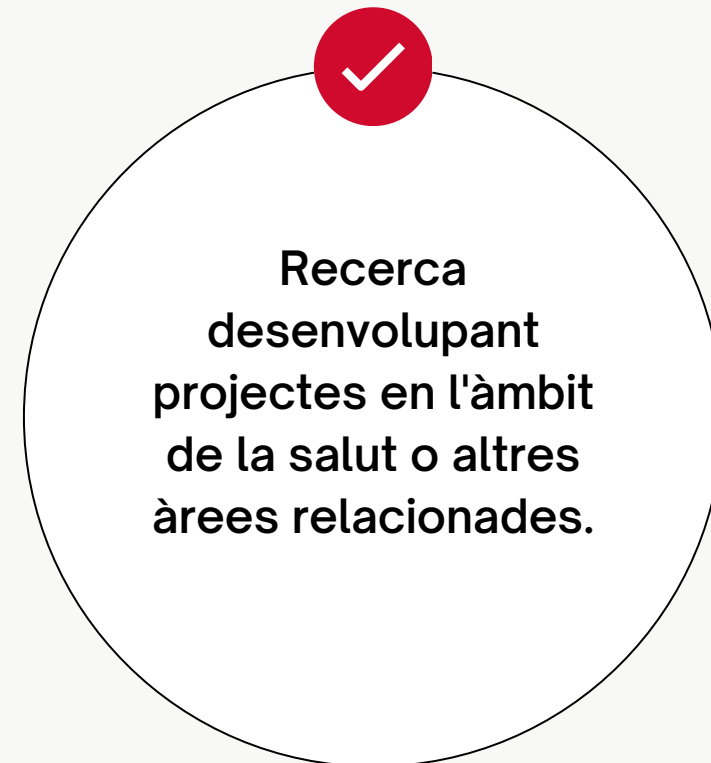 Recerca
desenvolupant
projectes en l'àmbit
de la salut o altres
àrees relacionades.